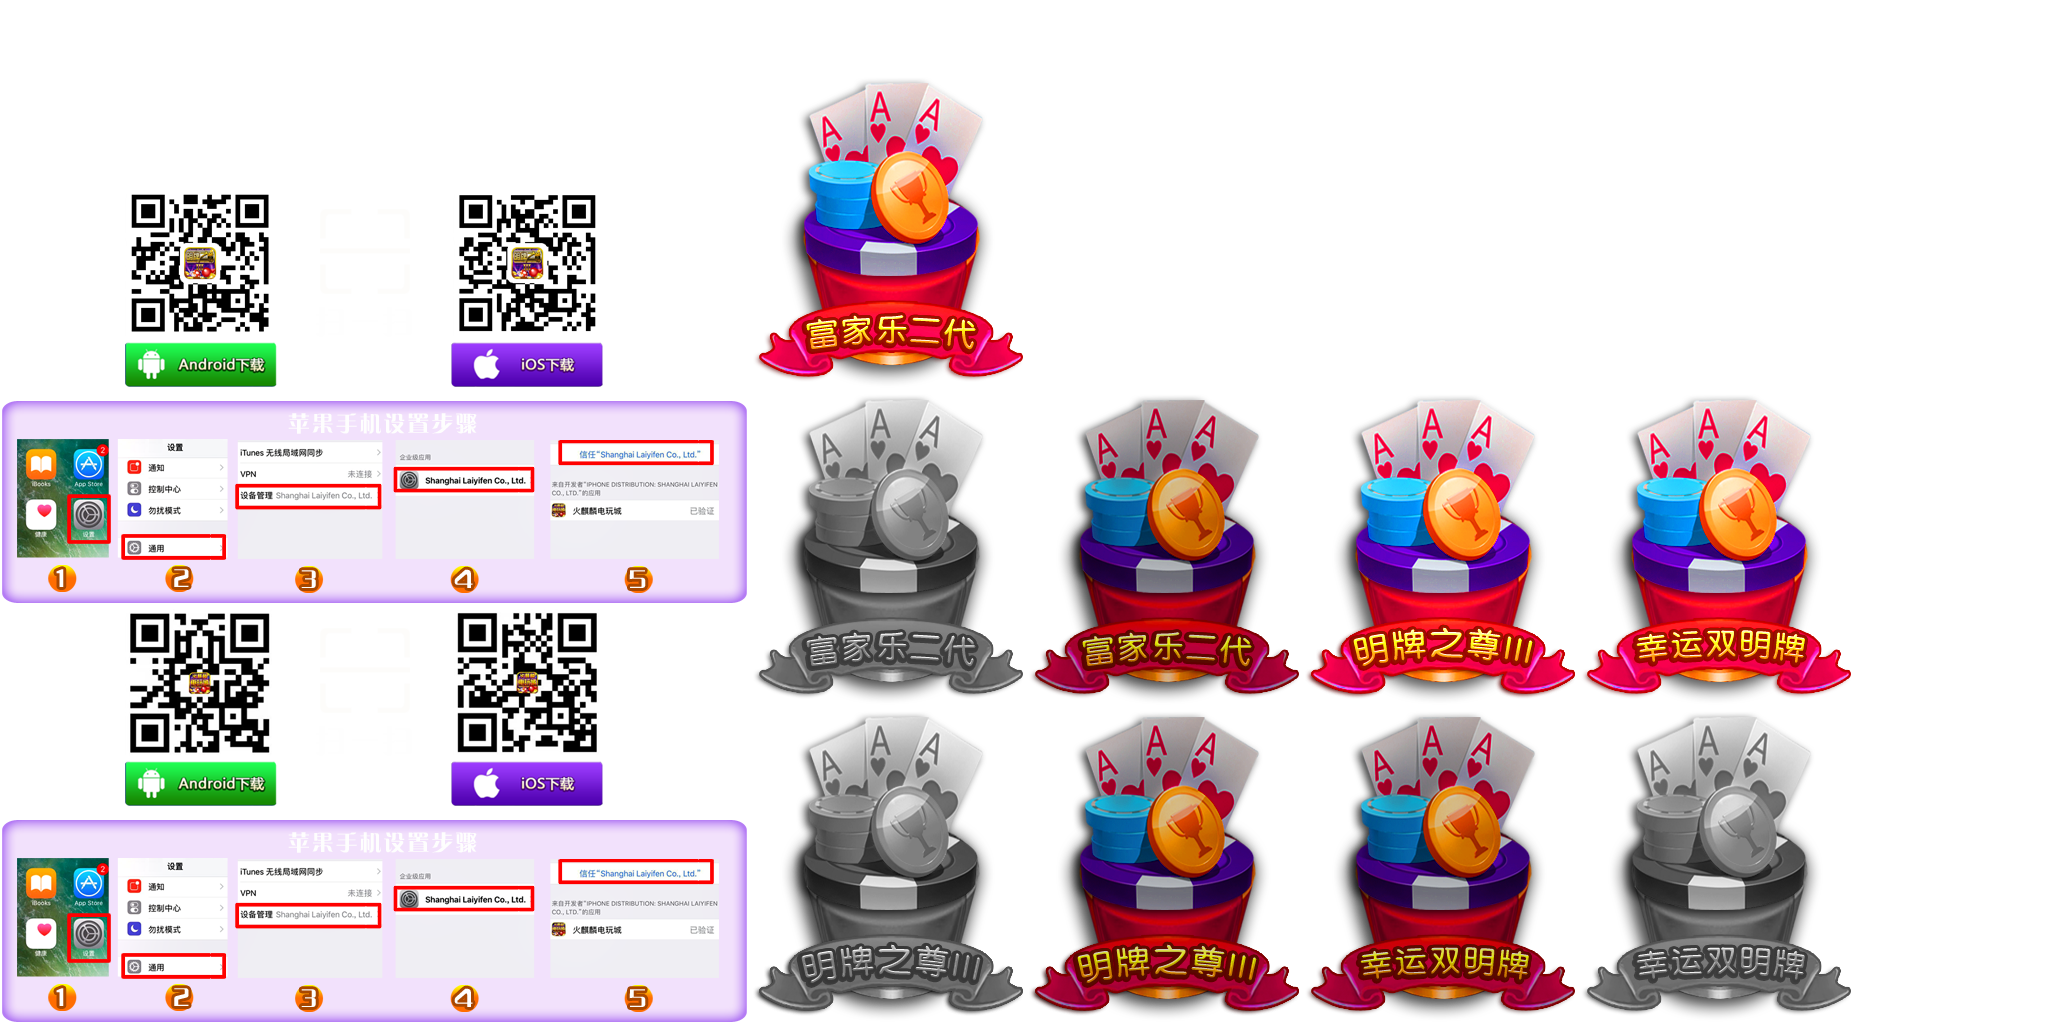 A A A
富家乐二代
Android下载
iOS下载
苹果手机设置步骤
iBooks
App Store
2
健康
设置
设置
通知
控制中心
勿扰模式
通用
iTunes 无线局域网同步
VPN 未连接
设备管理 Shanghai Laiyifen Co., Ltd.
企业级应用
Shanghai Laiyifen Co., Ltd.
信任“Shanghai Laiyifen Co., Ltd.”
来自开发者“IPHONE DISTRIBUTION: SHANGHAI LAIYIFEN
CO., LTD.”的应用
火麒麟电玩城 已验证
1 2 3 4 5
A A A
富家乐二代
A A A
富家乐二代
A A A
明牌之尊III
A A A
幸运双明牌
Android下载
iOS下载
苹果手机设置步骤
iBooks
App Store
2
健康
设置
设置
通知
控制中心
勿扰模式
通用
iTunes 无线局域网同步
VPN 未连接
设备管理 Shanghai Laiyifen Co., Ltd.
企业级应用
Shanghai Laiyifen Co., Ltd.
信任“Shanghai Laiyifen Co., Ltd.”
来自开发者“IPHONE DISTRIBUTION: SHANGHAI LAIYIFEN
CO., LTD.”的应用
火麒麟电玩城 已验证
1 2 3 4 5
A A A
明牌之尊III
A A A
明牌之尊III
A A A
幸运双明牌
A A A
幸运双明牌